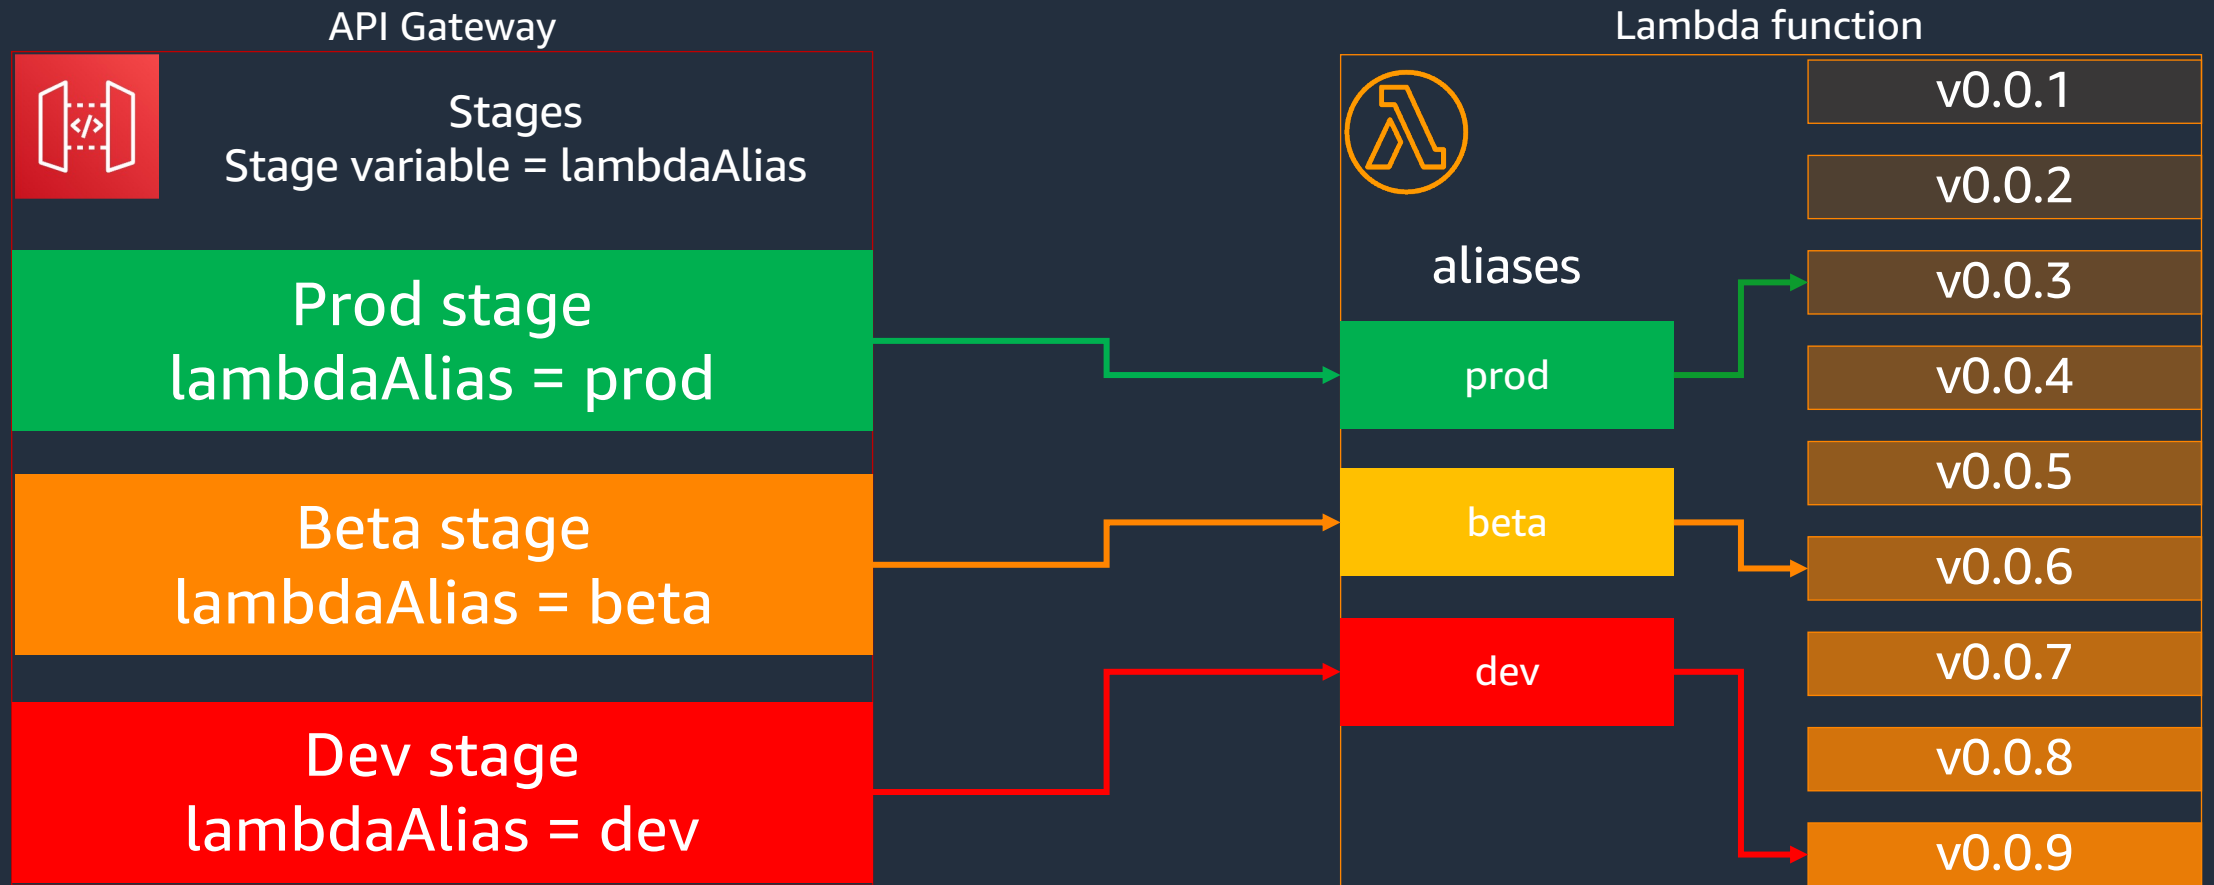 API Gateway
</>
Stages
Stage variable = lambdaAlias
Prod stage
lambdaAlias = prod
Beta stage
lambdaAlias = beta
Dev stage
lambdaAlias = dev
Lambda function
aliases
prod
beta
dev
v0.0.1
v0.0.2
v0.0.3
v0.0.4
v0.0.5
v0.0.6
v0.0.7
v0.0.8
v0.0.9